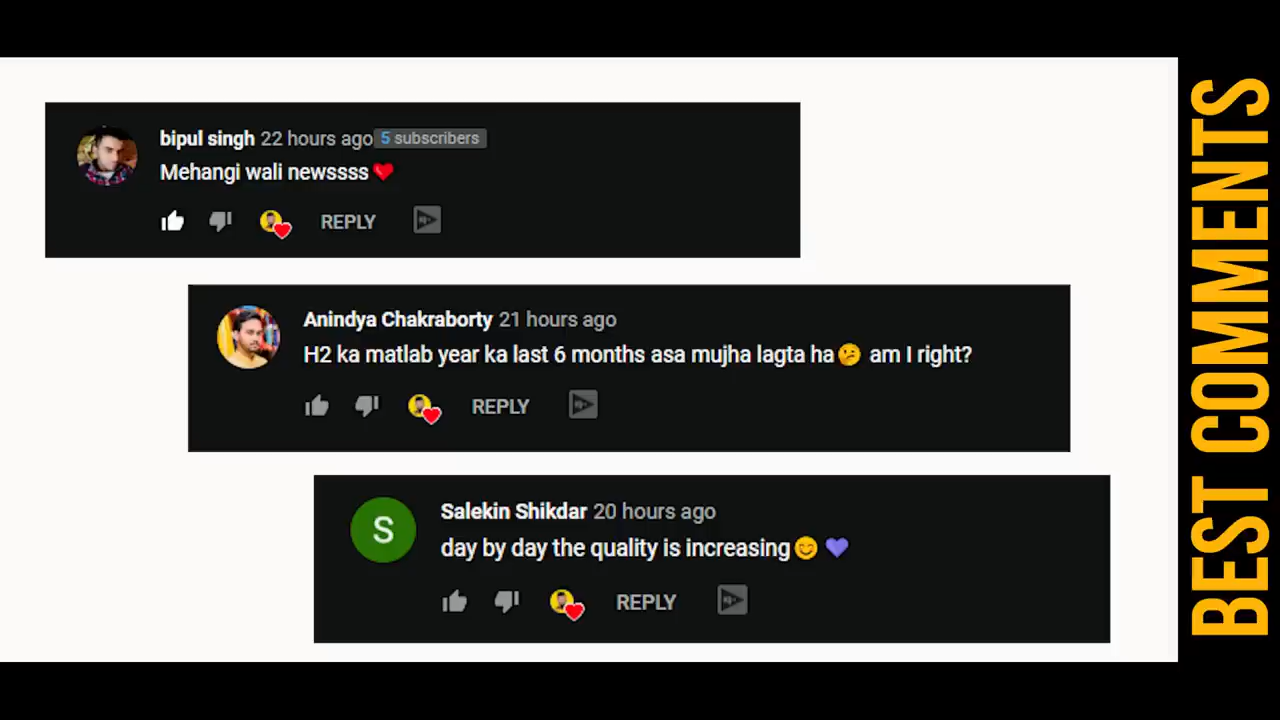 bipul singh 22 hours ago 5 subscribers
Mehangi wali newssss❤️
REPLY
Anindya Chakraborty 21 hours ago
H2 ka matlab year ka last 6 months asa mujha lagta ha🤔 am I right?
REPLY
S
Salekin Shikdar 20 hours ago
day by day the quality is increasing😊💜
REPLY
BEST COMMENTS